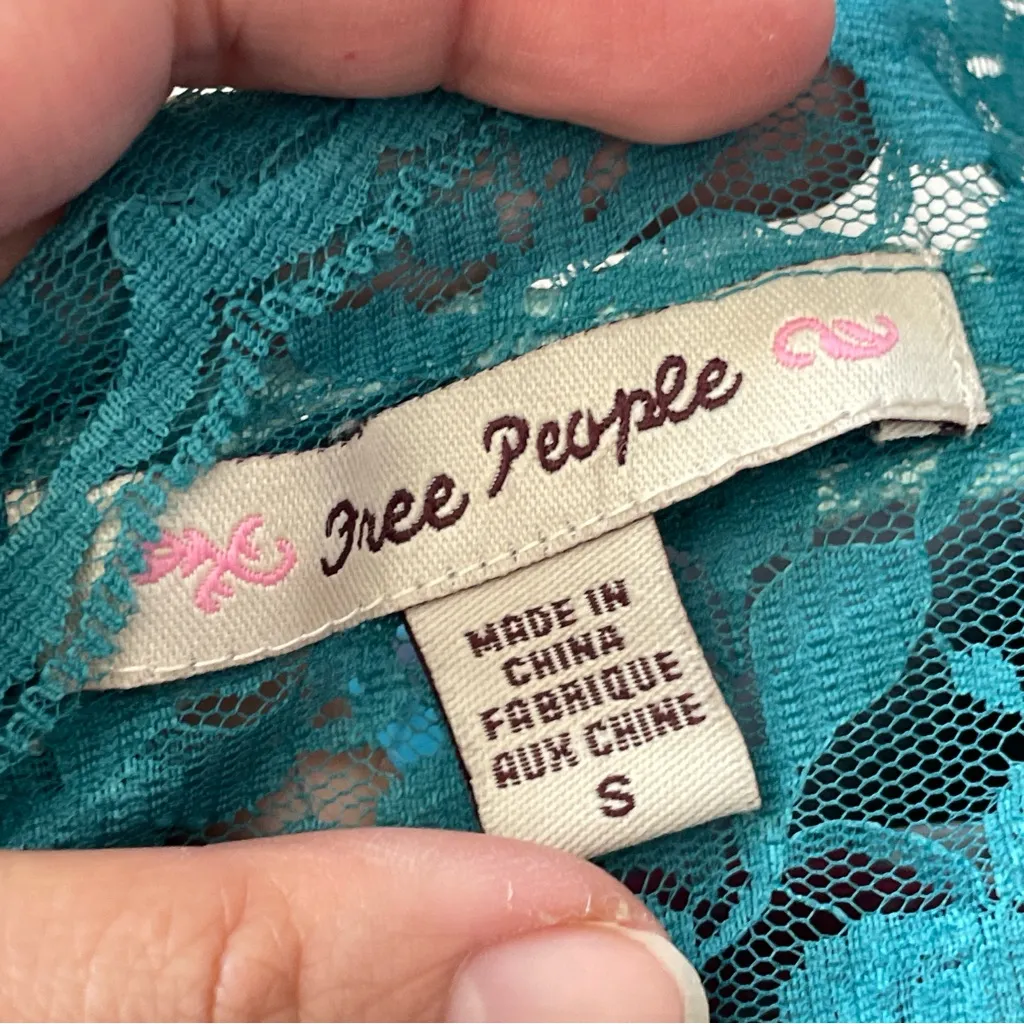 Free People
MADE IN
CHINA
FABRIQUE
AUX CHINE
S